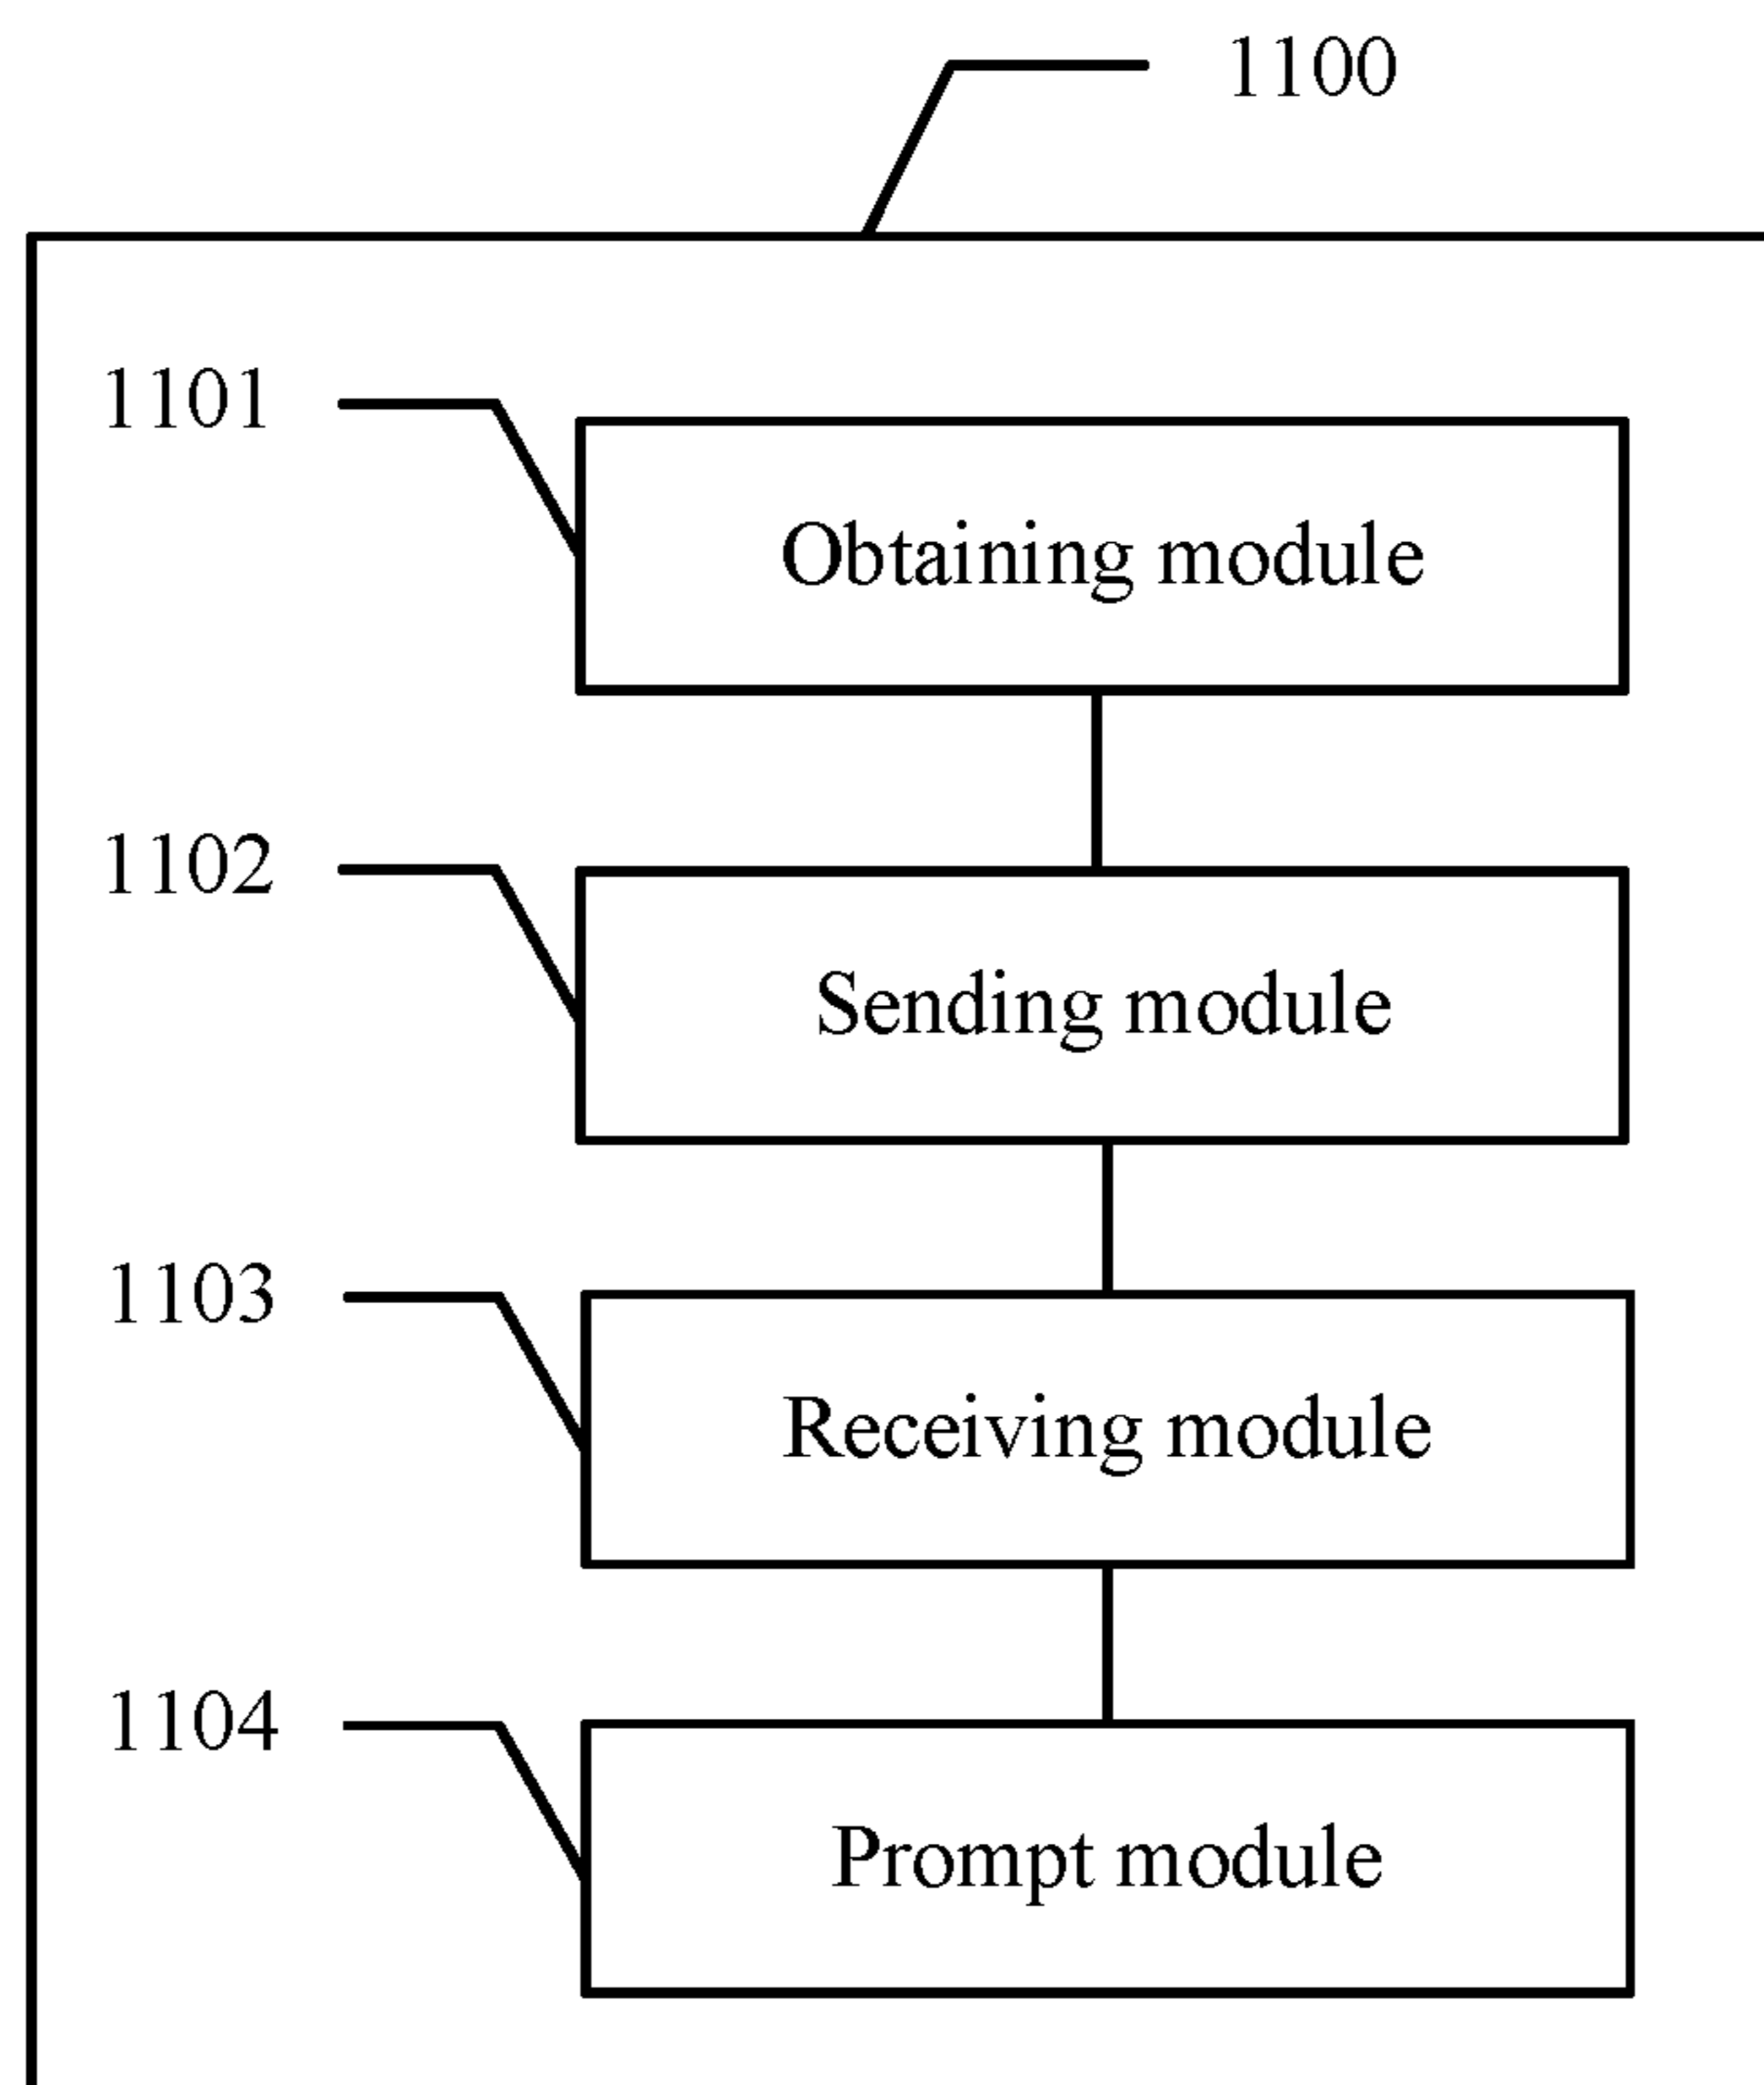 1100
1101
Obtaining module
1102
Sending module
1103
Receiving module
1104
Prompt module